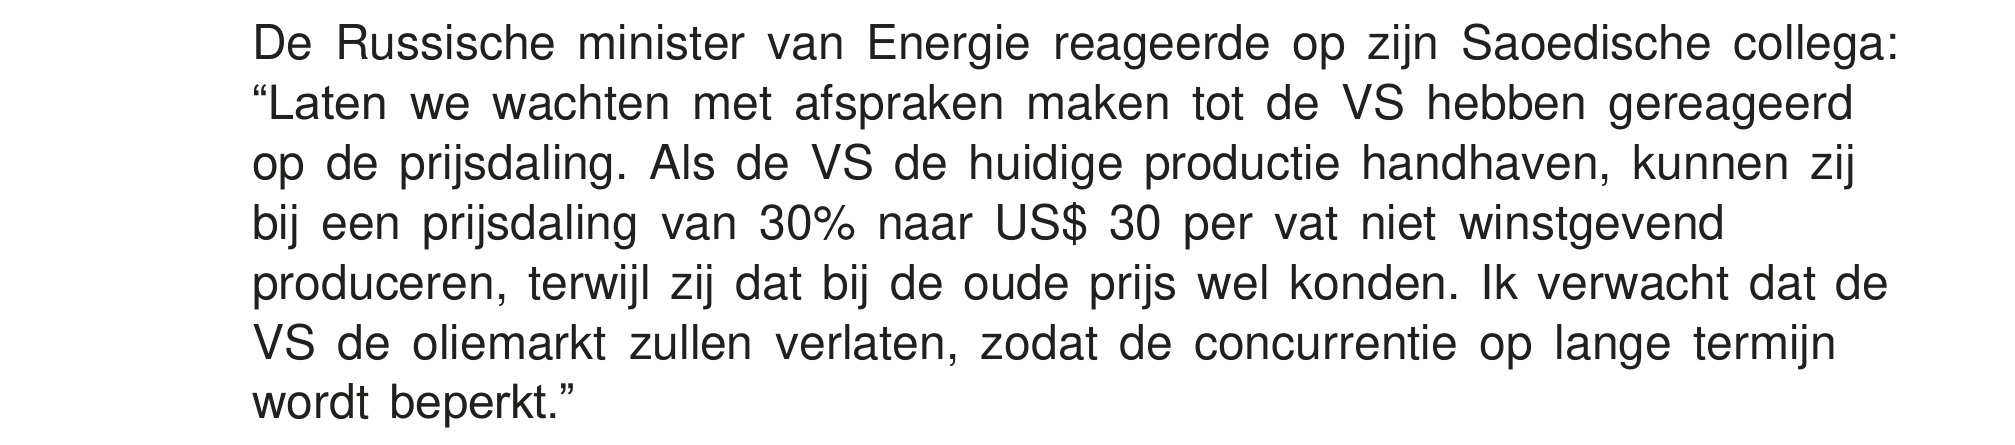 De Russische minister van Energie reageerde op zijn Saoedische collega:
“Laten we wachten met afspraken maken tot de VS hebben gereageerd
op de prijsdaling. Als de VS de huidige productie handhaven, kunnen zij
bij een prijsdaling van 30% naar US$ 30 per vat niet winstgevend
produceren, terwijl zij dat bij de oude prijs wel konden. Ik verwacht dat de
VS de oliemarkt zullen verlaten, zodat de concurrentie op lange termijn
wordt beperkt.”